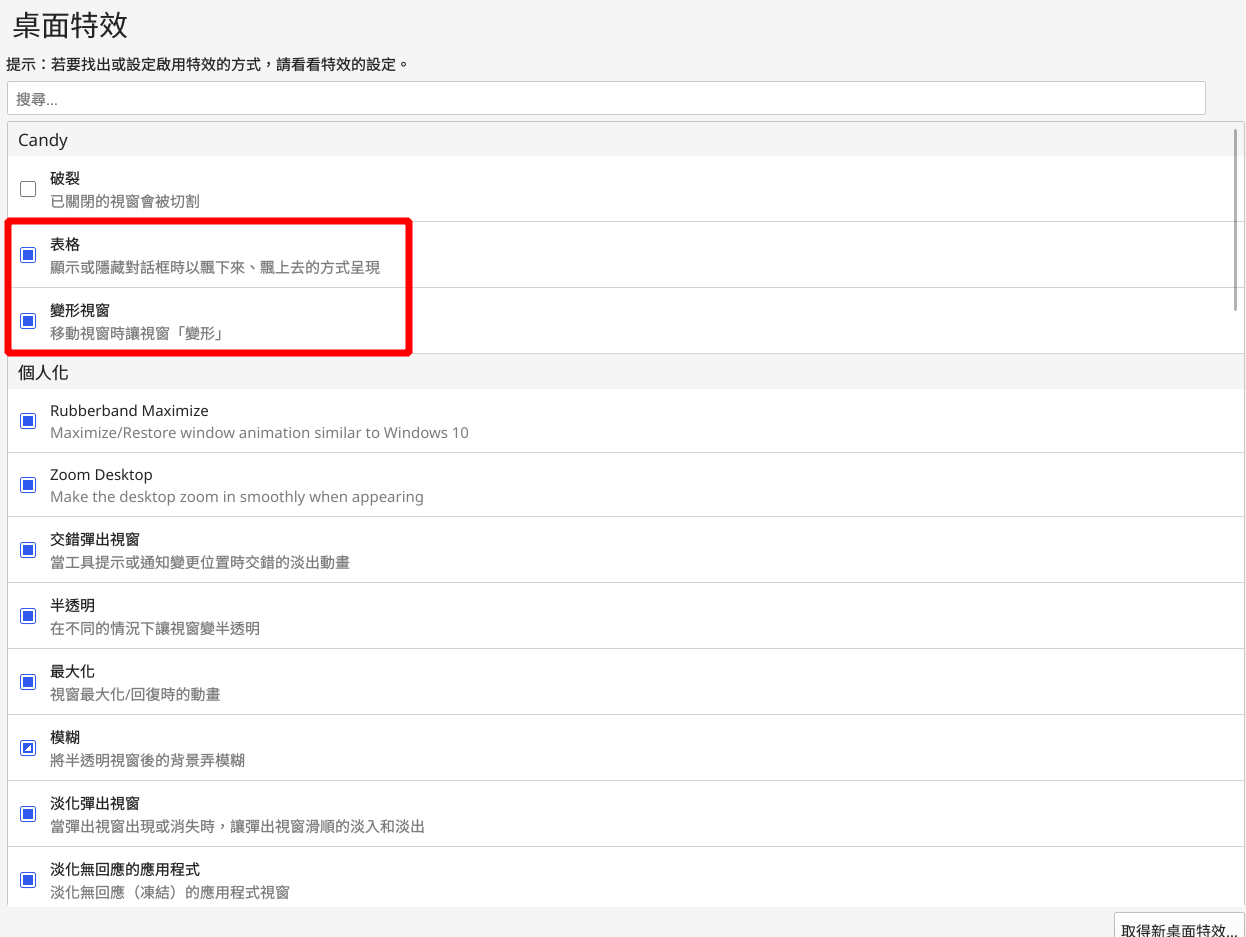 桌面特效
提示：若要找出或設定啟用特效的方式，請看看特效的設定。
搜尋...
Candy
破裂
已關閉的視窗會被切割
表格
顯示或隱藏對話框時以飄下來、飄上去的方式呈現
變形視窗
移動視窗時讓視窗「變形」
個人化
Rubberband Maximize
Maximize/Restore window animation similar to Windows 10
Zoom Desktop
Make the desktop zoom in smoothly when appearing
交錯彈出視窗
當工具提示或通知變更位置時交錯的淡出動畫
半透明
在不同的情況下讓視窗變半透明
最大化
視窗最大化/回復時的動畫
模糊
將半透明視窗後的背景弄模糊
淡化彈出視窗
當彈出視窗出現或消失時，讓彈出視窗滑順的淡入和淡出
淡化無回應的應用程式
淡化無回應（凍結）的應用程式視窗
取得新桌面特效...